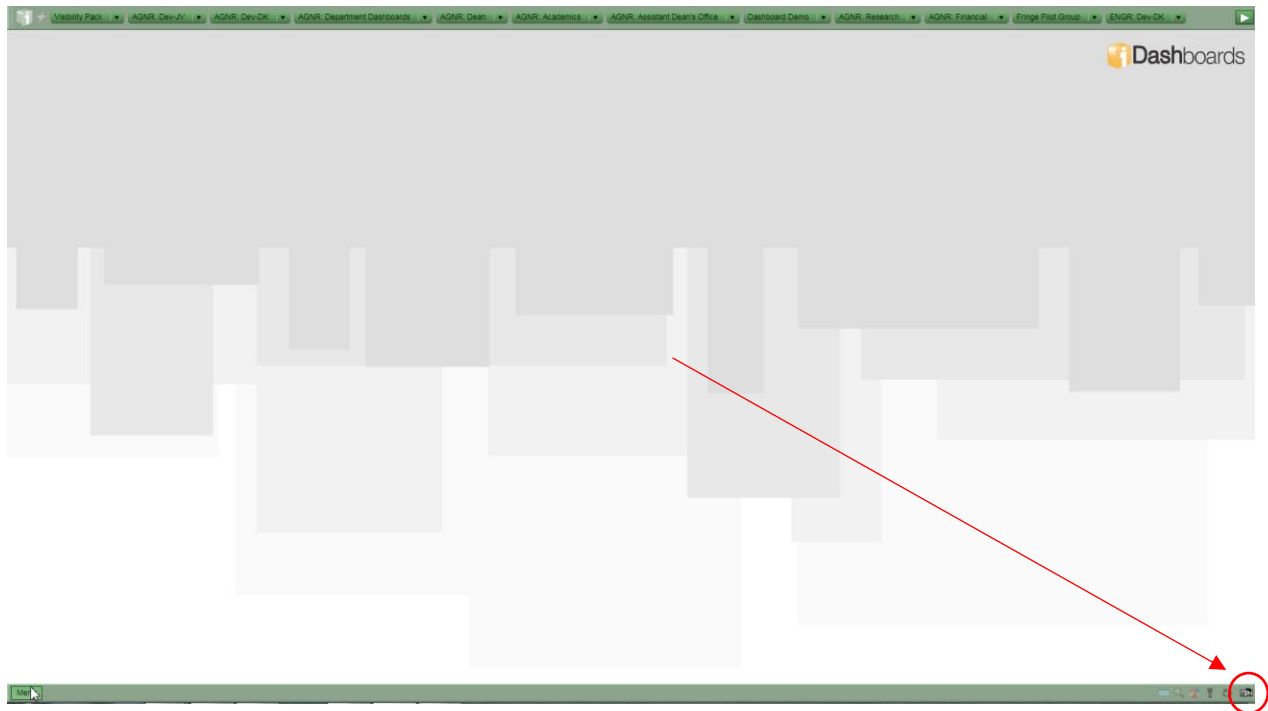 Visibility Pack AGNR: Dev-JV AGNR: Dev-DK AGNR: Department Dashboards AGNR: Dean AGNR: Academics AGNR: Assistant Dean's Office Dashboard Demo AGNR: Research AGNR: Financial Fringe Pilot Group ENGR: Dev-DK
iDashboards